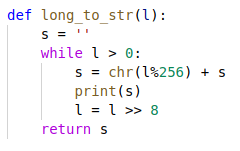 def long_to_str(l):
    s = ''
    while l > 0:
        s = chr(l%256) + s
        print(s)
        l = l >> 8
    return s